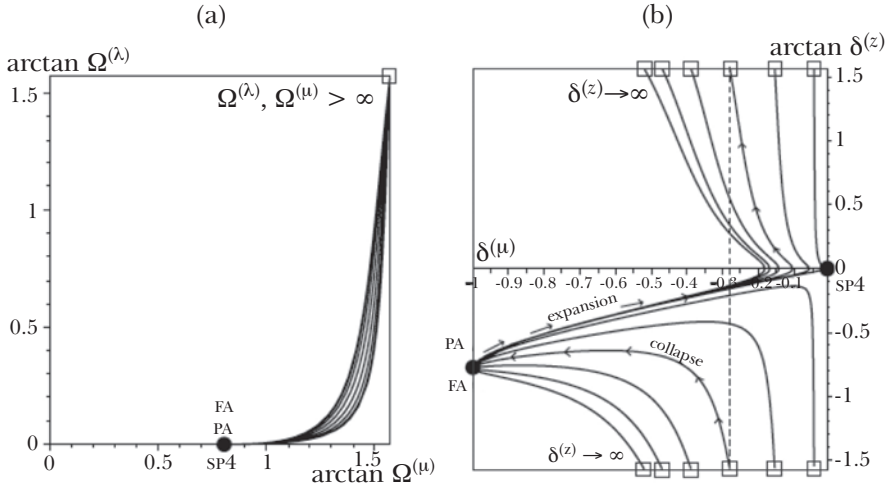 (a)
(b)
arctan Ω^(λ)
arctan δ^(z)
1.5
Ω^(λ), Ω^(μ) > ∞
δ^(z)→∞
1.5
1
1
0.5
δ^(μ)
0
-1 -0.9 -0.8 -0.7 -0.6 -0.5 -0.4 -0.3 -0.2 -0.1
SP4
0.5
expansion
-0.5
PA
collapse
FA
FA
PA
-1
0
SP4
δ^(z) → ∞
-1.5
0 0.5 1 1.5
arctan Ω^(μ)